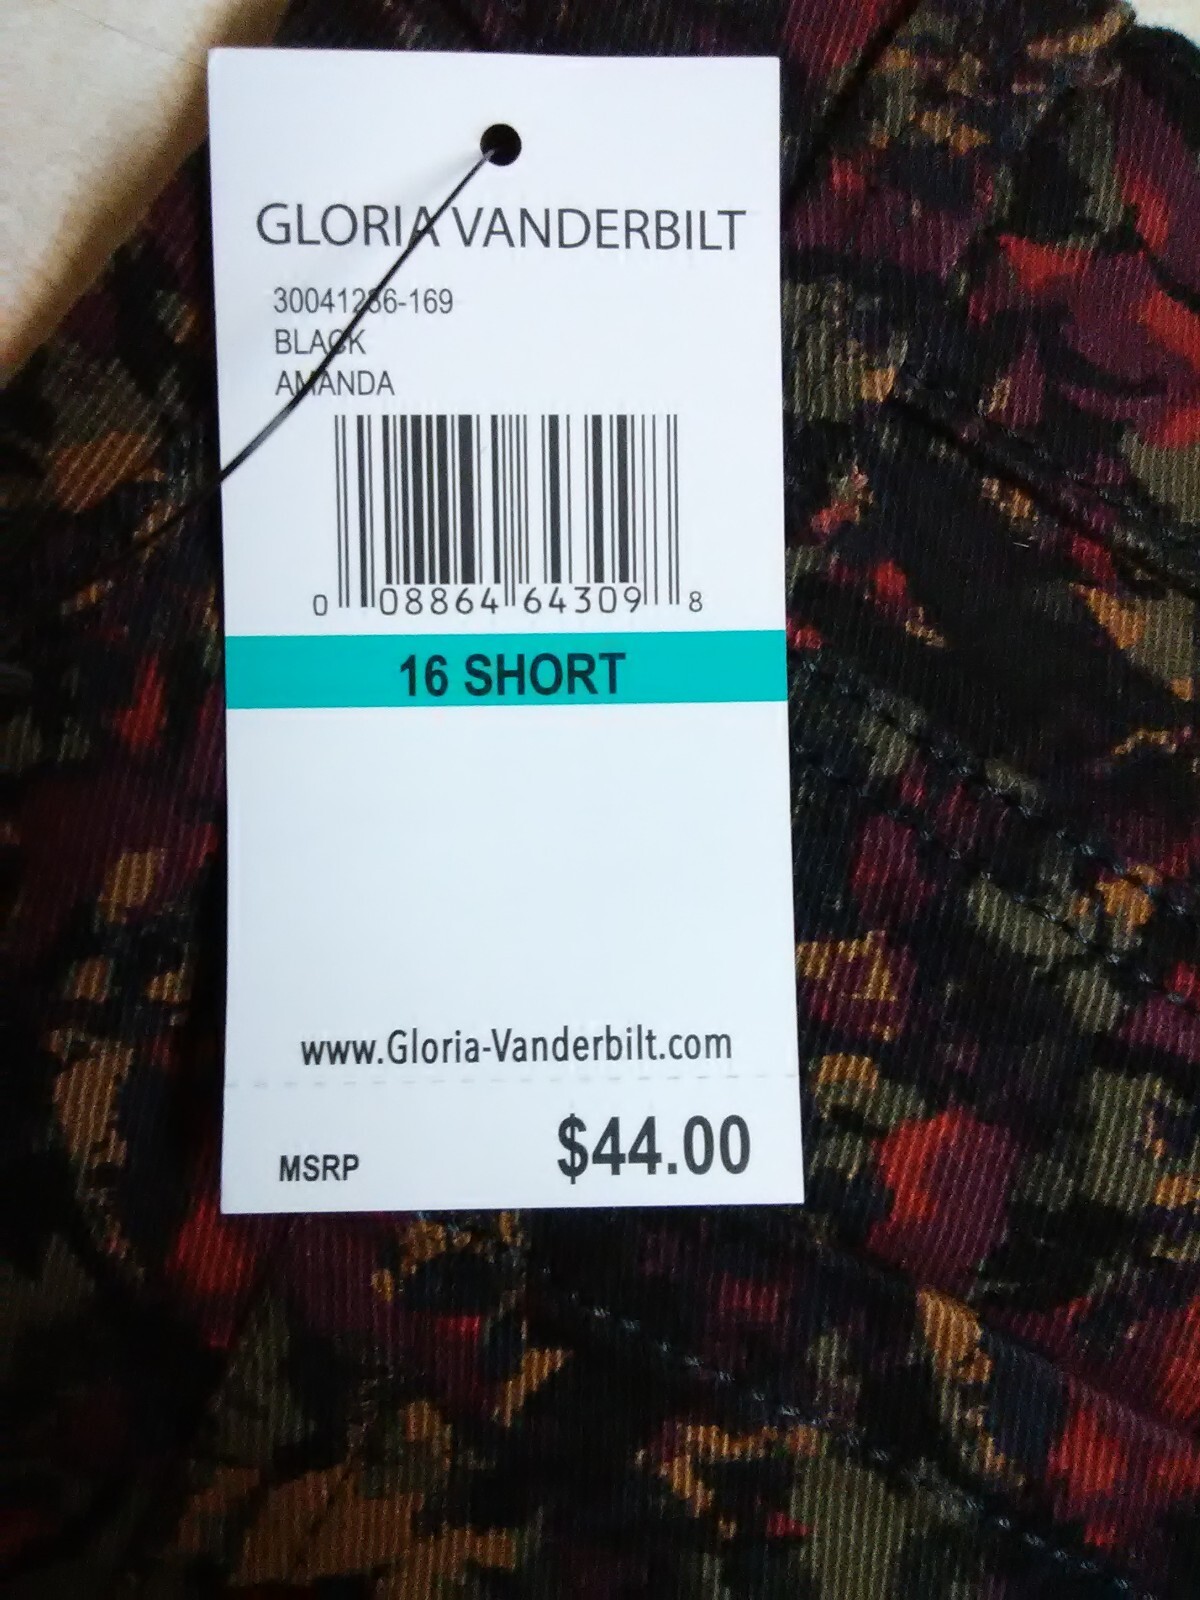 GLORIA VANDERBILT
30041286-169
BLACK
AMANDA
0 08864 64309 8
16 SHORT
www.Gloria-Vanderbilt.com
MSRP $44.00